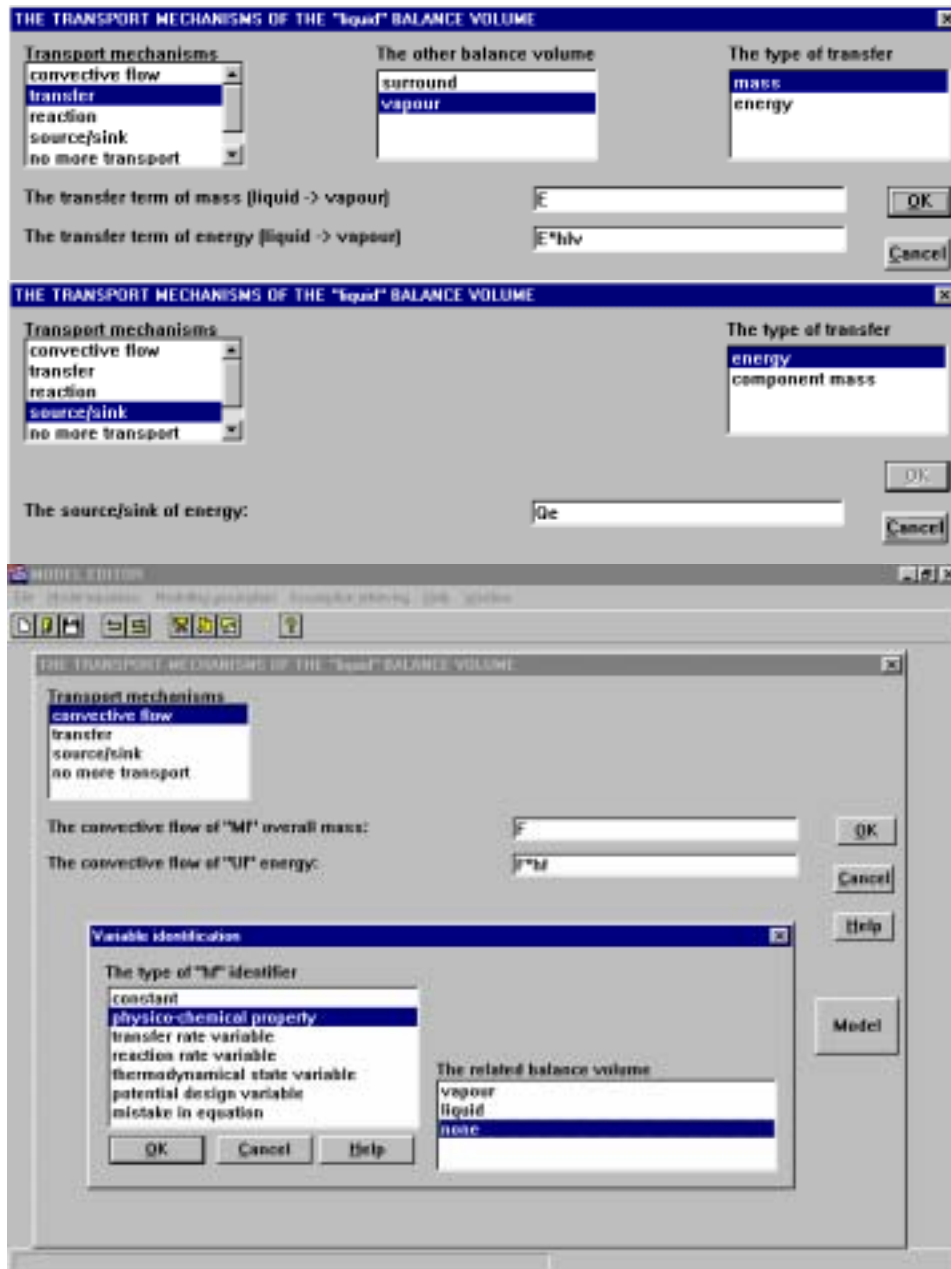 THE TRANSPORT MECHANISMS OF THE "liquid" BALANCE VOLUME
Transport mechanisms
convective flow
transfer
reaction
source/sink
no more transport
The other balance volume
surround
vapour
The type of transfer
mass
energy
The transfer term of mass (liquid -> vapour)
E
OK
The transfer term of energy (liquid -> vapour)
E*hlv
Cancel
THE TRANSPORT MECHANISMS OF THE "liquid" BALANCE VOLUME
Transport mechanisms
convective flow
transfer
reaction
source/sink
no more transport
The type of transfer
energy
component mass
OK
The source/sink of energy:
Qe
Cancel
MODEL EDITOR
Help Window
THE TRANSPORT MECHANISMS OF THE "liquid" BALANCE VOLUME
Transport mechanisms
convective flow
transfer
source/sink
no more transport
The convective flow of "Ml" overall mass:
F
OK
The convective flow of "Ul" energy:
F*hf
Cancel
Help
Variable identification
The type of "hf" identifier
constant
physico-chemical property
transfer rate variable
reaction rate variable
thermodynamical state variable
potential design variable
mistake in equation
The related balance volume
vapour
liquid
none
OK
Cancel
Help
Model